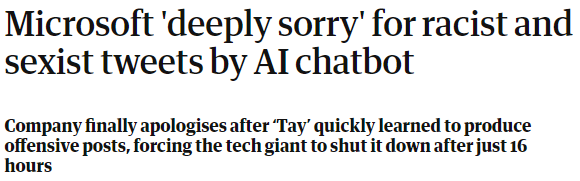 Microsoft 'deeply sorry' for racist and
sexist tweets by AI chatbot
Company finally apologises after ‘Tay’ quickly learned to produce
offensive posts, forcing the tech giant to shut it down after just 16
hours